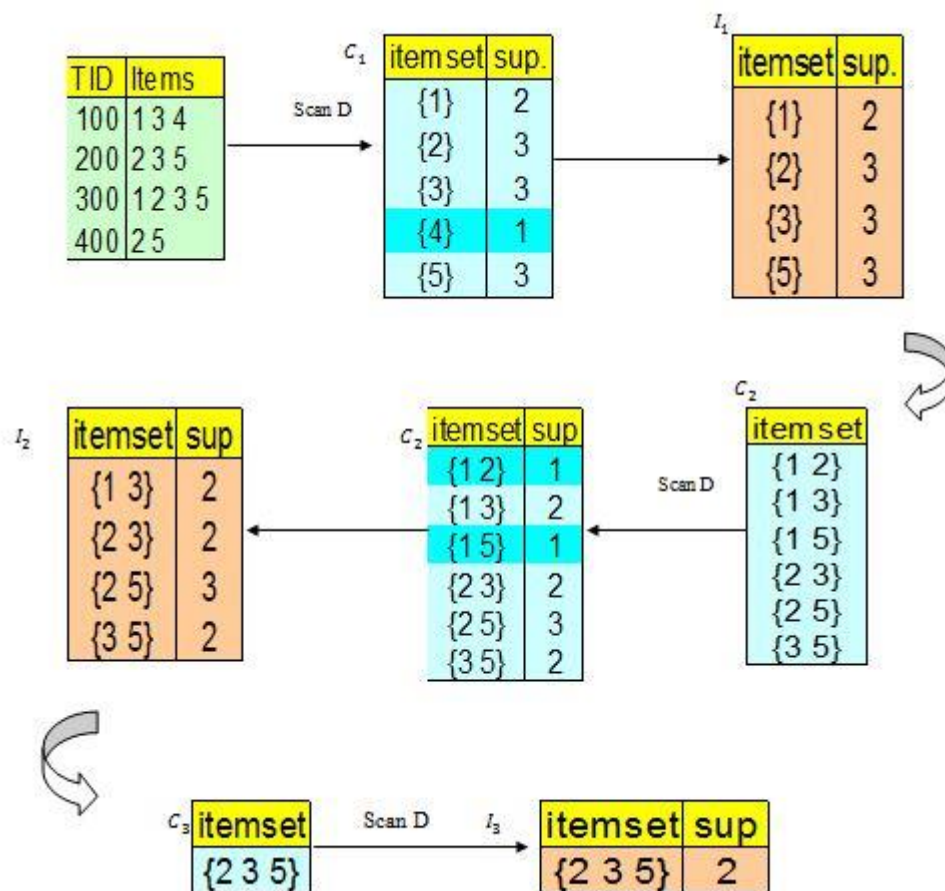 TID Items
100 1 3 4
200 2 3 5
300 1 2 3 5
400 2 5
Scan D
C₁
itemset sup.
{1} 2
{2} 3
{3} 3
{4} 1
{5} 3
I₁
itemset sup.
{1} 2
{2} 3
{3} 3
{5} 3
C₂
itemset
{1 2}
{1 3}
{1 5}
{2 3}
{2 5}
{3 5}
Scan D
C₂
itemset sup
{1 2} 1
{1 3} 2
{1 5} 1
{2 3} 2
{2 5} 3
{3 5} 2
I₂
itemset sup
{1 3} 2
{2 3} 2
{2 5} 3
{3 5} 2
C₃
itemset
{2 3 5}
Scan D
I₃
itemset sup
{2 3 5} 2